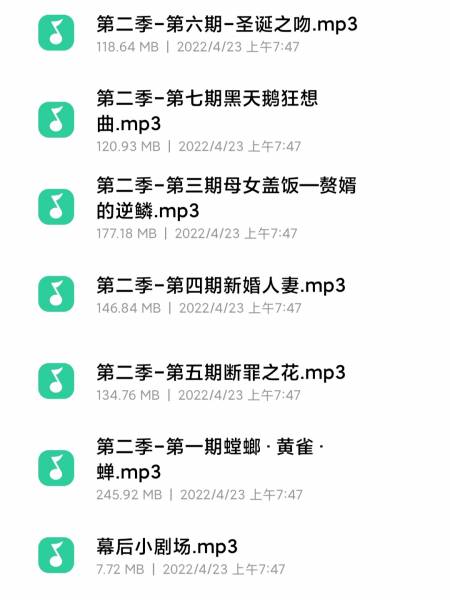 第二季-第六期-圣诞之吻.mp3
118.64 MB | 2022/4/23 上午7:47
第二季-第七期黑天鹅狂想
曲.mp3
120.93 MB | 2022/4/23 上午7:47
第二季-第三期母女盖饭—赘婿
的逆鳞.mp3
177.18 MB | 2022/4/23 上午7:47
第二季-第四期新婚人妻.mp3
146.84 MB | 2022/4/23 上午7:47
第二季-第五期断罪之花.mp3
134.76 MB | 2022/4/23 上午7:47
第二季-第一期螳螂·黄雀·
蝉.mp3
245.92 MB | 2022/4/23 上午7:47
幕后小剧场.mp3
7.72 MB | 2022/4/23 上午7:47